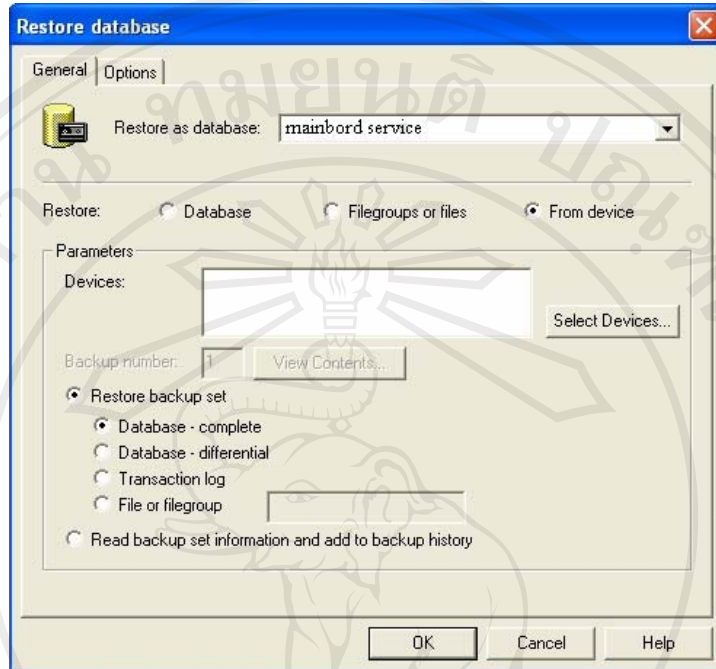 Restore database
General Options
Restore as database: mainbord service
Restore: Database Filegroups or files From device
Parameters
Devices:
Select Devices...
Backup number: 1 View Contents...
Restore backup set
Database - complete
Database - differential
Transaction log
File or filegroup
Read backup set information and add to backup history
OK Cancel Help